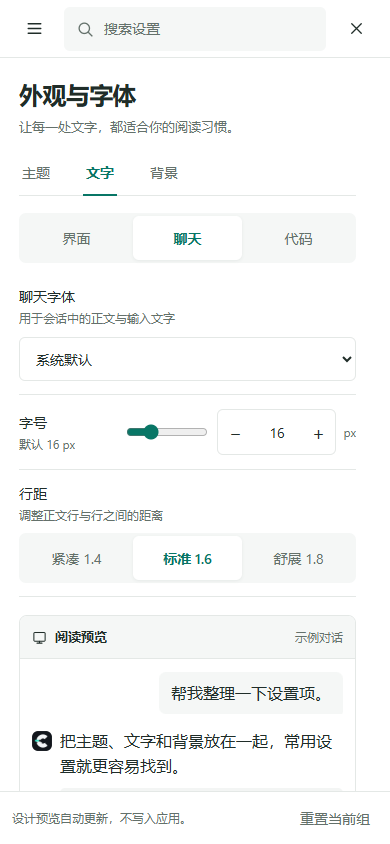 搜索设置
外观与字体
让每一处文字，都适合你的阅读习惯。
主题 文字 背景
界面 聊天 代码
聊天字体
用于会话中的正文与输入文字
系统默认
字号
默认 16 px
− 16 + px
行距
调整正文行与行之间的距离
紧凑 1.4 标准 1.6 舒展 1.8
阅读预览 示例对话
帮我整理一下设置项。
把主题、文字和背景放在一起，常用设
置就更容易找到。
设计预览自动更新，不写入应用。 重置当前组